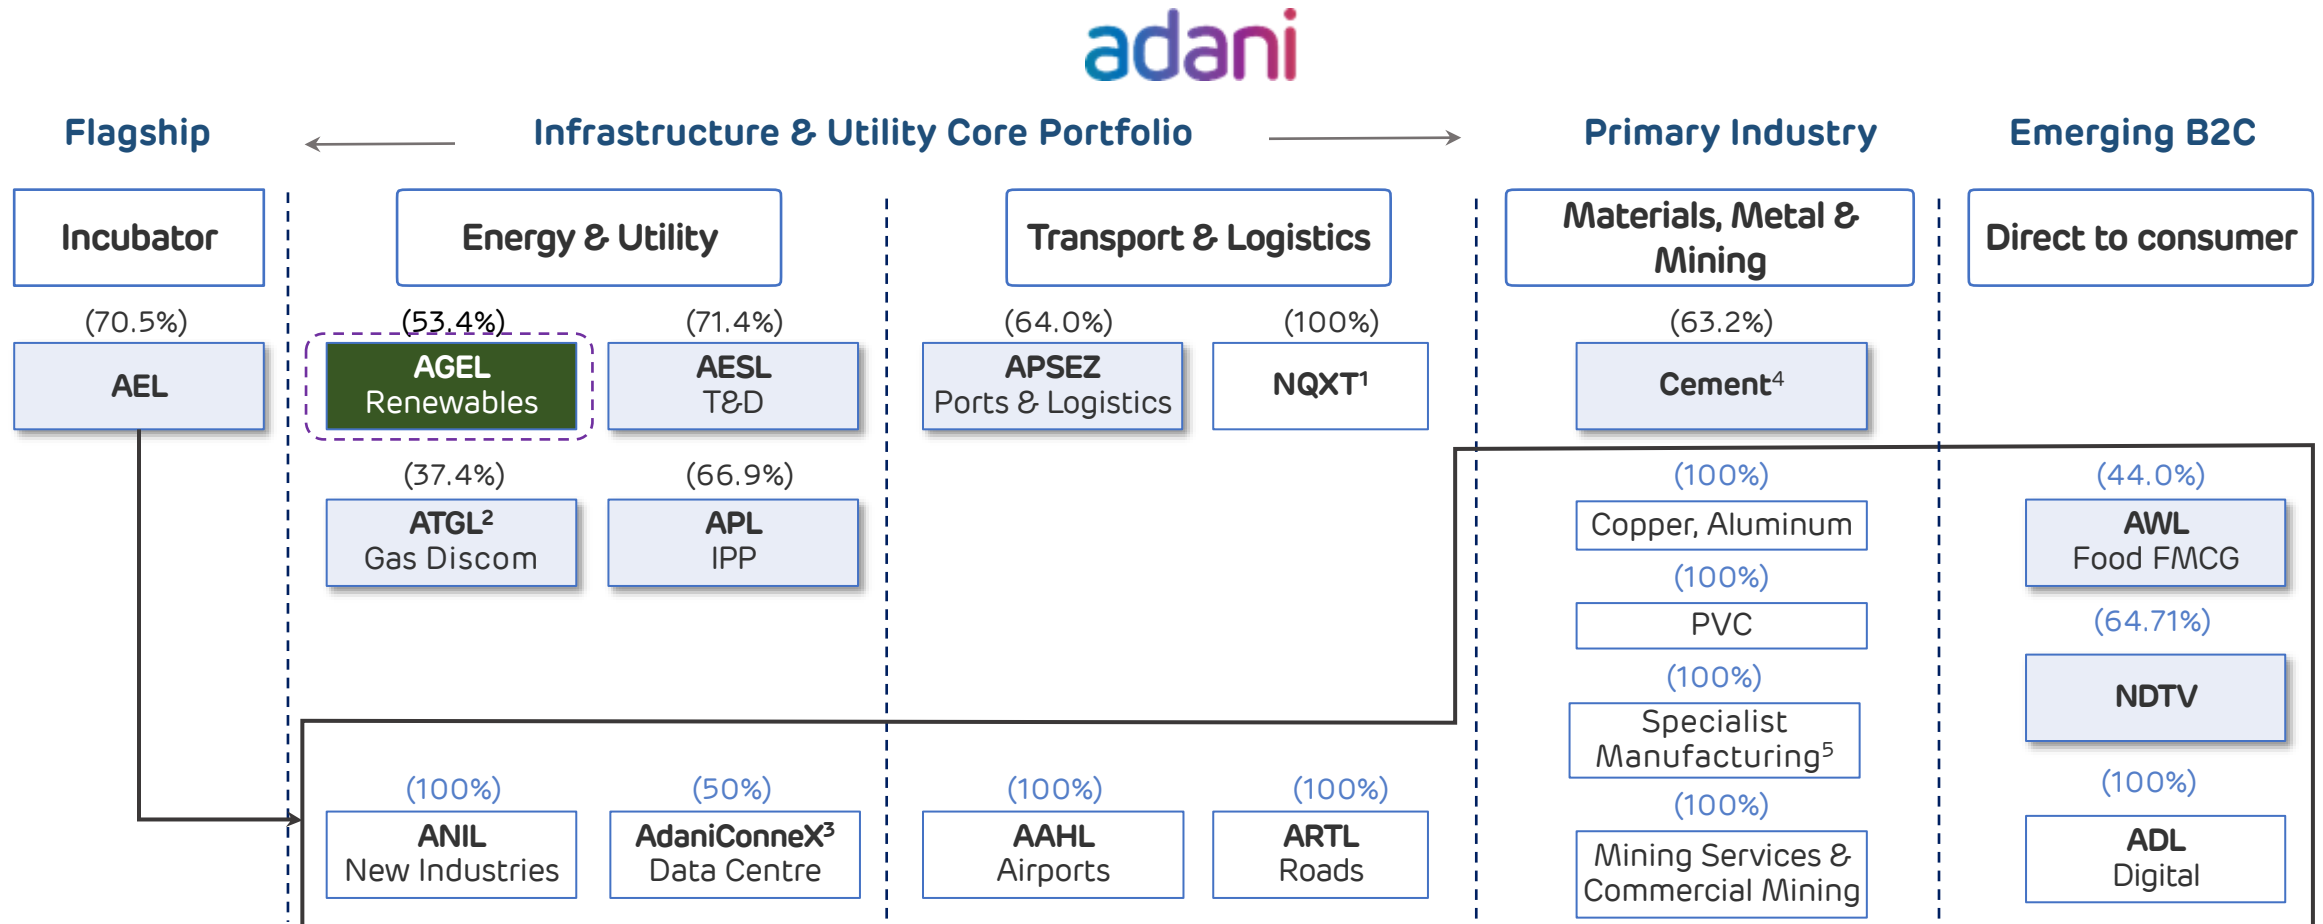 adani
Flagship
Infrastructure & Utility Core Portfolio
Primary Industry
Emerging B2C
Incubator
Energy & Utility
Transport & Logistics
Materials, Metal &
Mining
Direct to consumer
(70.5%)
(53.4%)
(71.4%)
(64.0%)
(100%)
(63.2%)
AEL
AGEL
Renewables
AESL
T&D
APSEZ
Ports & Logistics
NQXT¹
Cement⁴
(37.4%)
(66.9%)
(100%)
(44.0%)
ATGL²
Gas Discom
APL
IPP
Copper, Aluminum
AWL
Food FMCG
(100%)
PVC
(64.71%)
NDTV
(100%)
Specialist
Manufacturing⁵
(100%)
(50%)
(100%)
(100%)
(100%)
(100%)
ANIL
New Industries
AdaniConneX³
Data Centre
AAHL
Airports
ARTL
Roads
Mining Services &
Commercial Mining
ADL
Digital